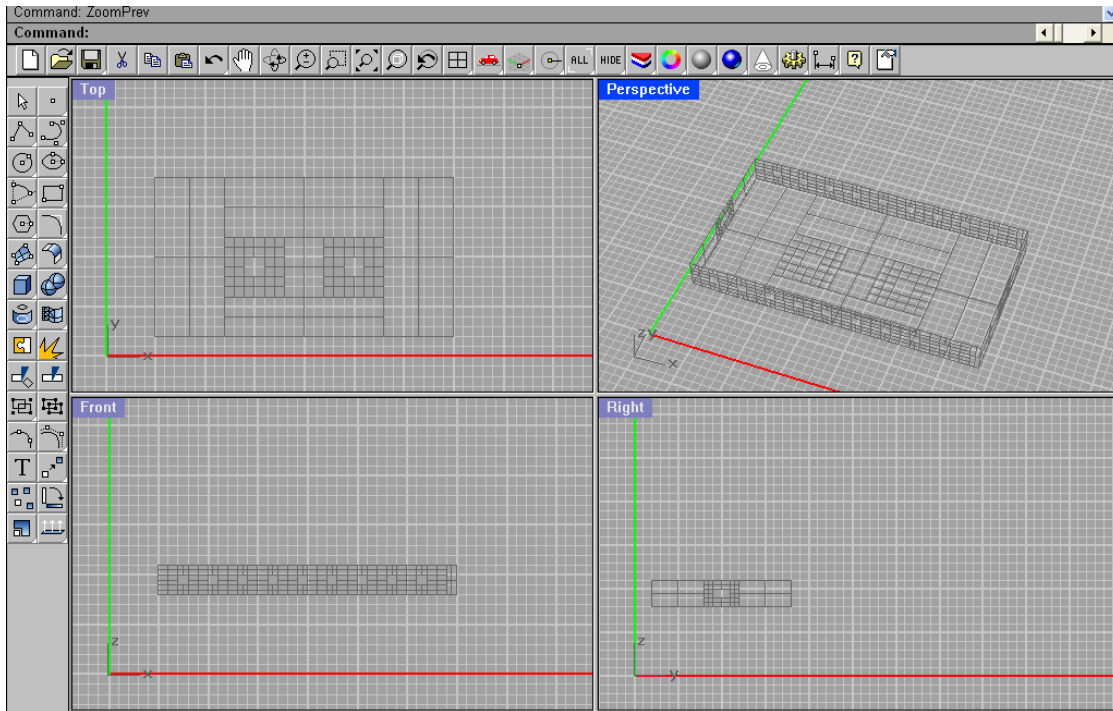 Command: ZoomPrev
Command:
ALL HIDE
Top
Perspective
y
x
z y
x
Front
Right
T
z
x
z
y